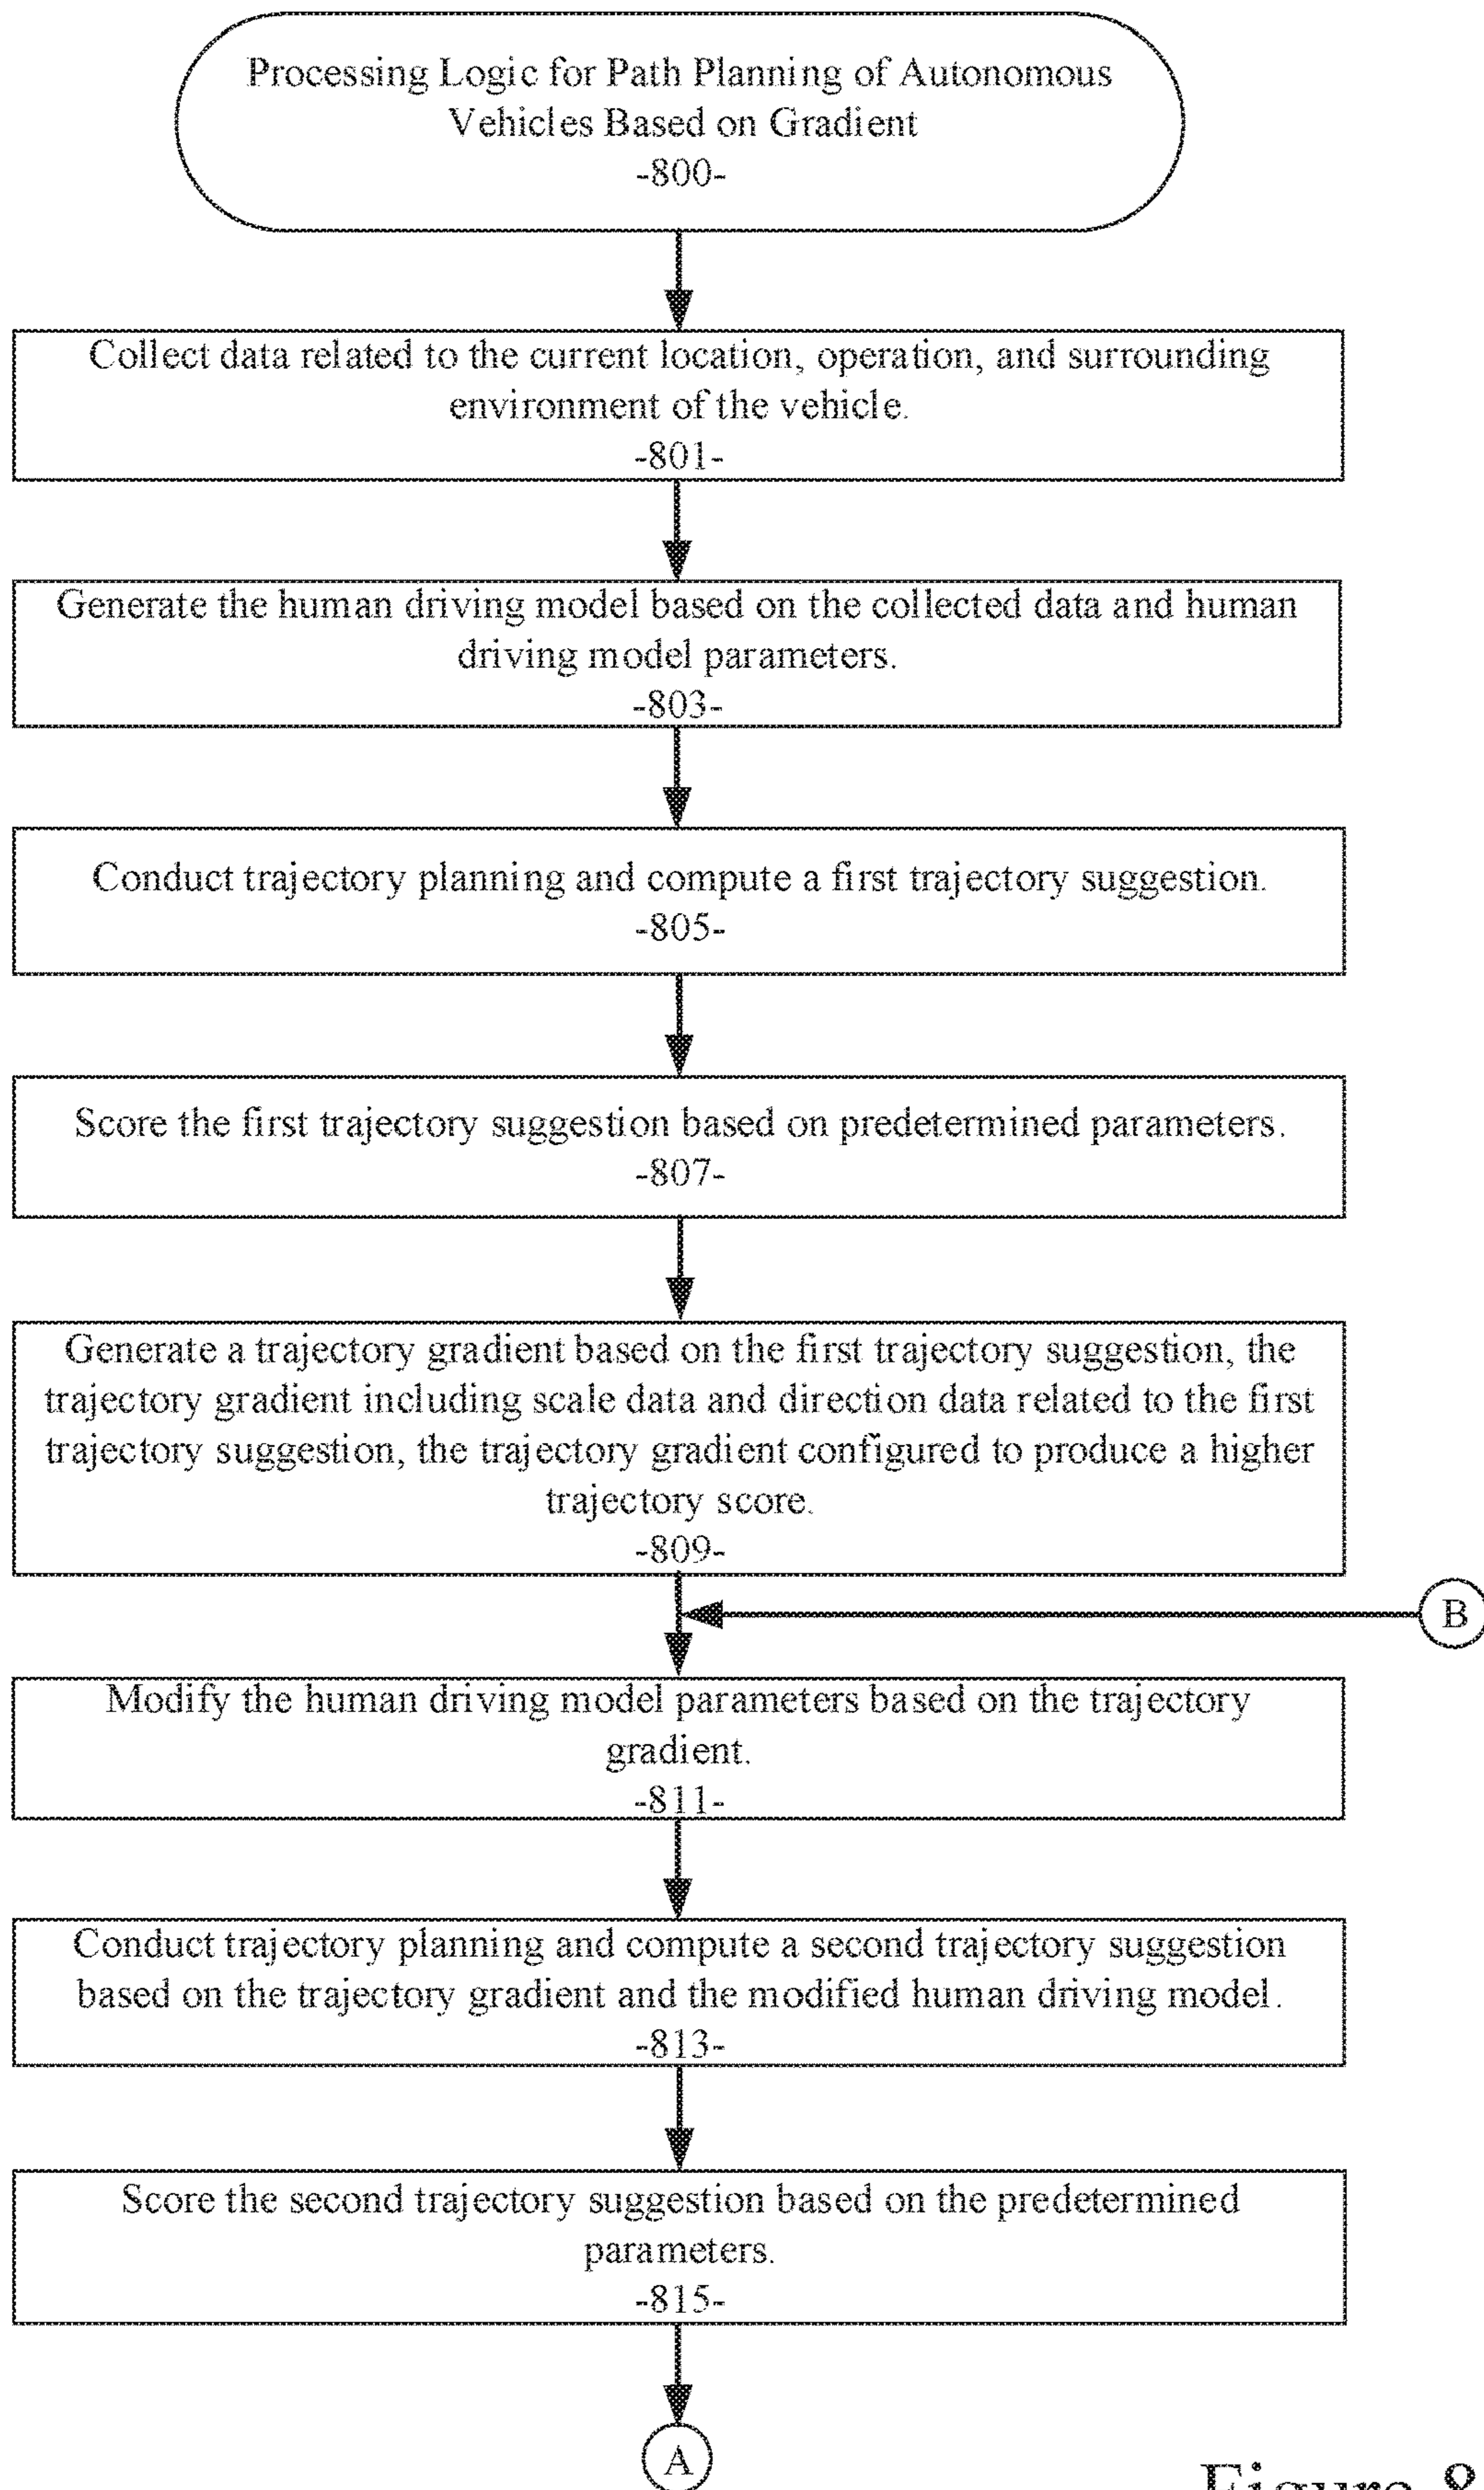 Processing Logic for Path Planning of Autonomous
Vehicles Based on Gradient
-800-
Collect data related to the current location, operation, and surrounding
environment of the vehicle.
-801-
Generate the human driving model based on the collected data and human
driving model parameters.
-803-
Conduct trajectory planning and compute a first trajectory suggestion.
-805-
Score the first trajectory suggestion based on predetermined parameters.
-807-
Generate a trajectory gradient based on the first trajectory suggestion, the
trajectory gradient including scale data and direction data related to the first
trajectory suggestion, the trajectory gradient configured to produce a higher
trajectory score.
-809-
B
Modify the human driving model parameters based on the trajectory
gradient.
-811-
Conduct trajectory planning and compute a second trajectory suggestion
based on the trajectory gradient and the modified human driving model.
-813-
Score the second trajectory suggestion based on the predetermined
parameters.
-815-
A
Figure 8